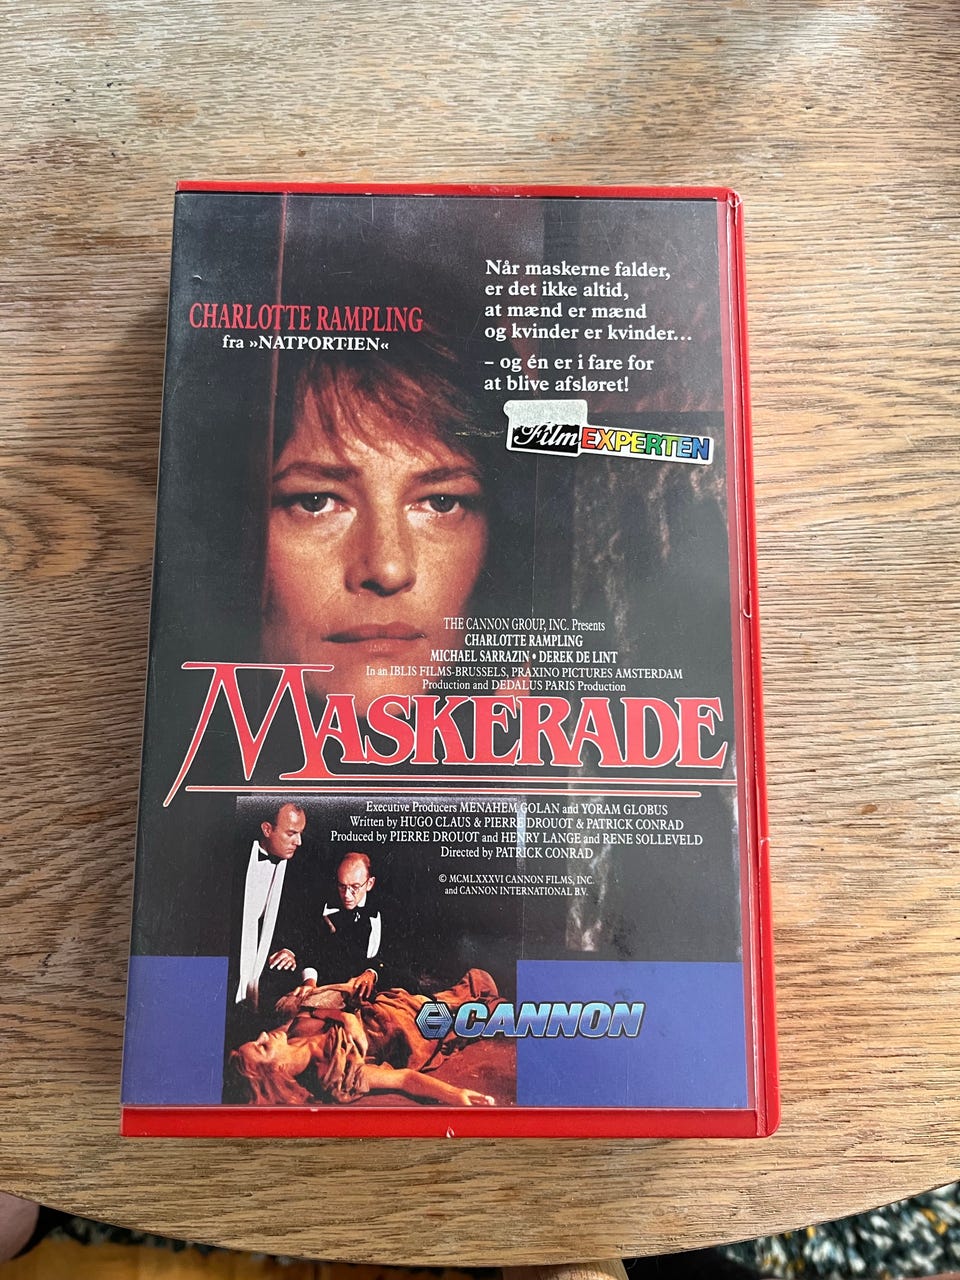 CHARLOTTE RAMPLING
fra »NATPORTIEN«
Når maskerne falder,
er det ikke altid,
at mænd er mænd
og kvinder er kvinder...
– og én er i fare for
at blive afsløret!
Film EXPERTEN
THE CANNON GROUP, INC. Presents
CHARLOTTE RAMPLING
MICHAEL SARRAZIN • DEREK DE LINT
In an IBLIS FILMS-BRUSSELS, PRAXINO PICTURES AMSTERDAM
Production and DEDALUS PARIS Production
MASKERADE
Executive Producers MENAHEM GOLAN and YORAM GLOBUS
Written by HUGO CLAUS & PIERRE DROUOT & PATRICK CONRAD
Produced by PIERRE DROUOT and HENRY LANGE and RENE SOLLEVELD
Directed by PATRICK CONRAD
© MCMLXXXVI CANNON FILMS, INC.
and CANNON INTERNATIONAL B.V.
CANNON